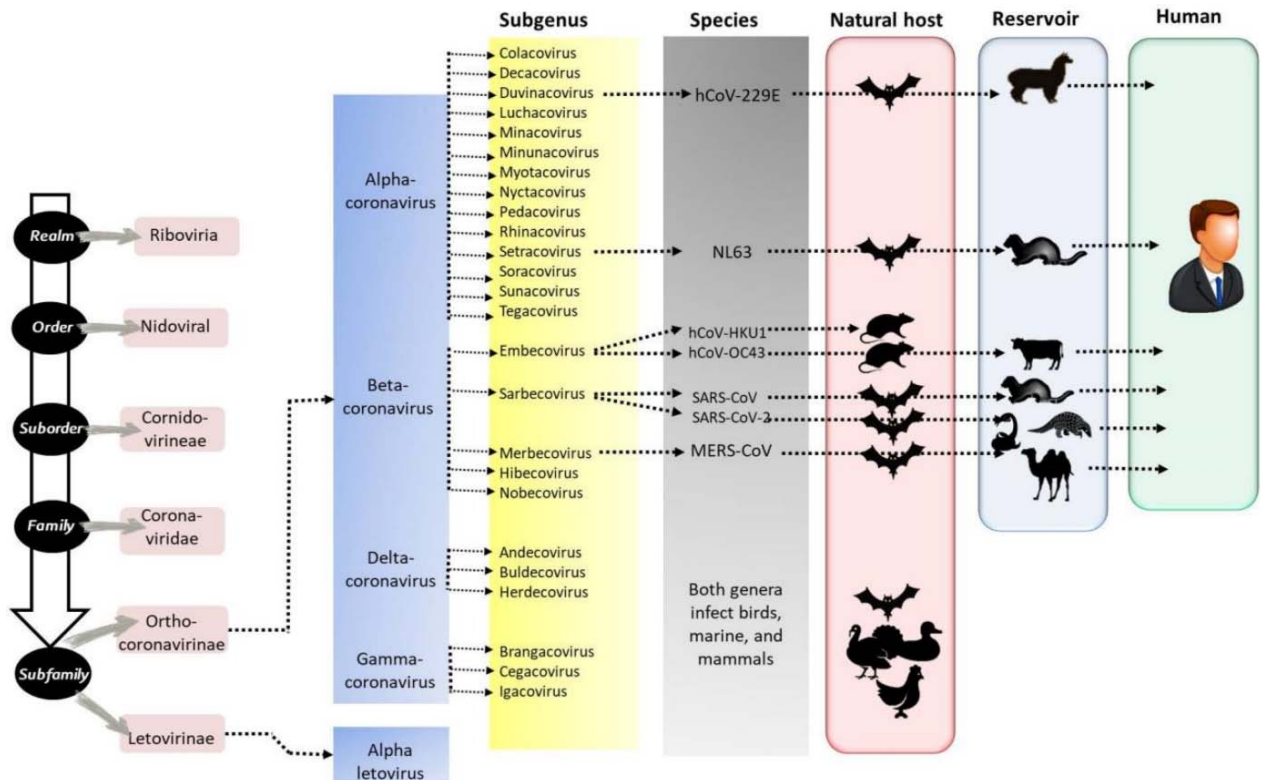 Subgenus
Species
Natural host
Reservoir
Human
Realm
Riboviria
Order
Nidoviral
Suborder
Cornido-
virineae
Family
Corona-
viridae
Subfamily
Ortho-
coronavirinae
Letovirinae
Alpha-
coronavirus
Beta-
coronavirus
Delta-
coronavirus
Gamma-
coronavirus
Alpha
letovirus
Colacovirus
Decacovirus
Duvinacovirus
Luchacovirus
Minacovirus
Minunacovirus
Myotacovirus
Nyctacovirus
Pedacovirus
Rhinacovirus
Setracovirus
Soracovirus
Sunacovirus
Tegacovirus
Embecovirus
Sarbecovirus
Merbecovirus
Hibecovirus
Nobecovirus
Andecovirus
Buldecovirus
Herdecovirus
Brangacovirus
Cegacovirus
Igacovirus
hCoV-229E
NL63
hCoV-HKU1
hCoV-OC43
SARS-CoV
SARS-CoV-2
MERS-CoV
Both genera
infect birds,
marine, and
mammals